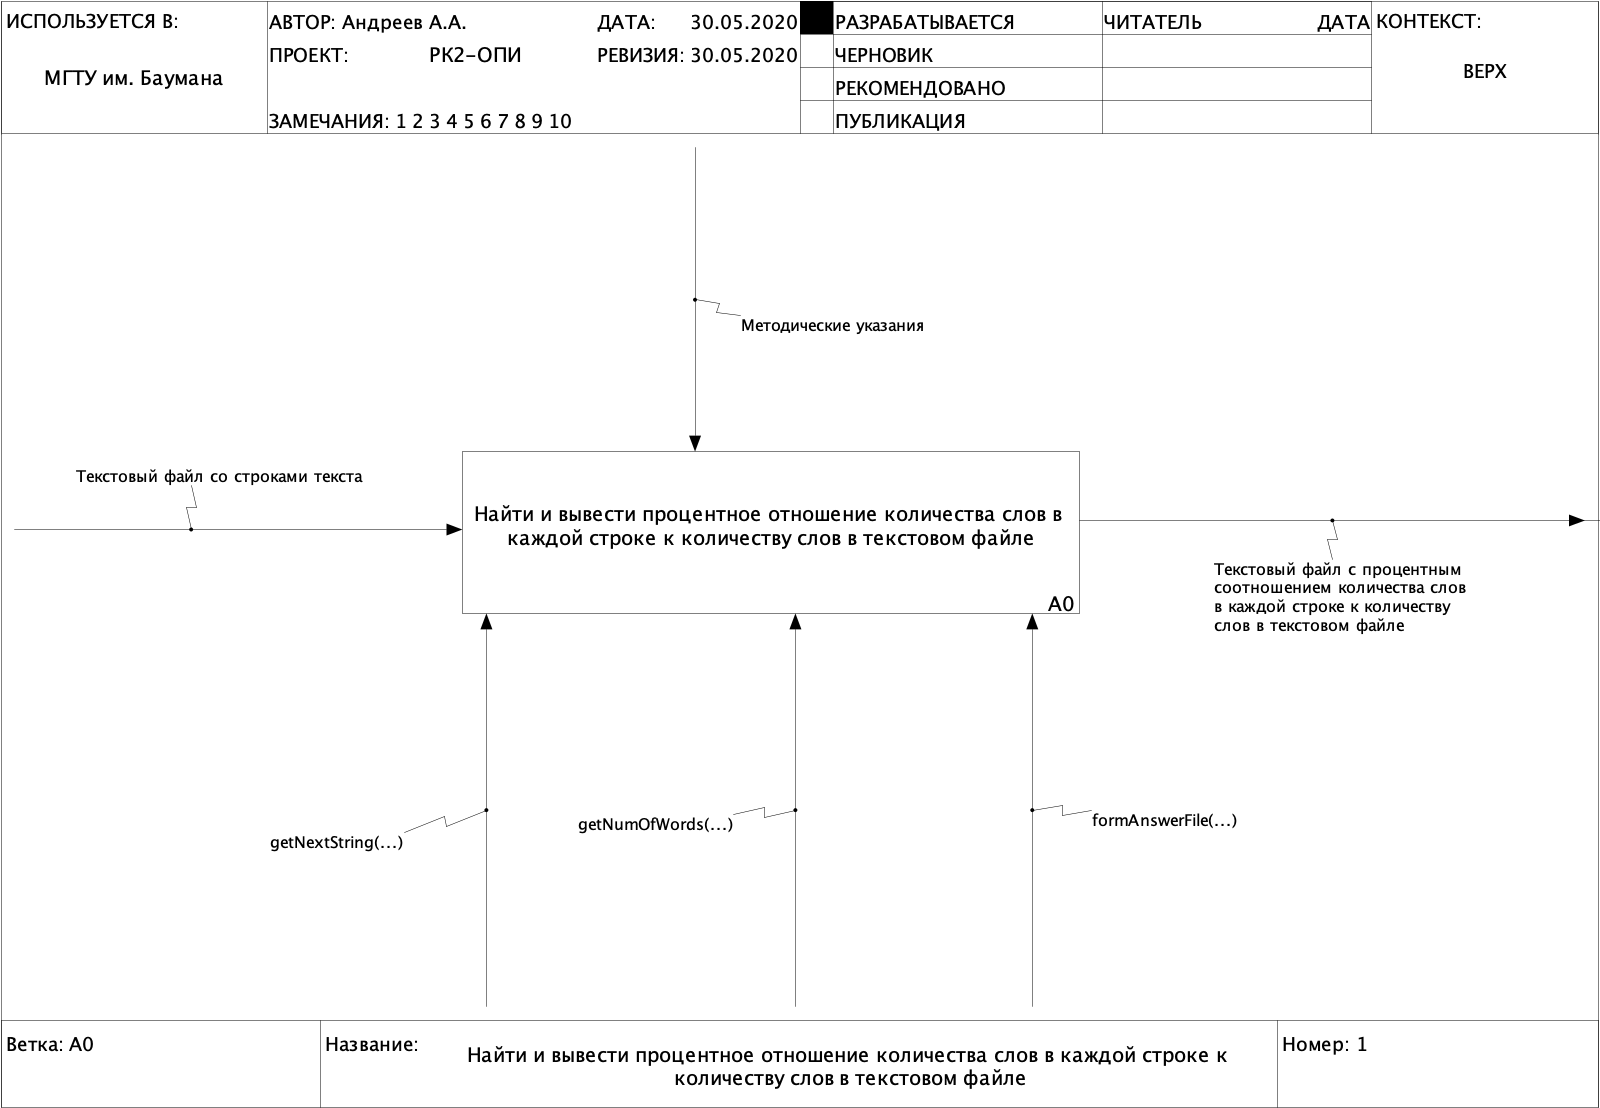 ИСПОЛЬЗУЕТСЯ В:
МГТУ им. Баумана
АВТОР: Андреев А.А.
ДАТА: 30.05.2020
ПРОЕКТ: РК2-ОПИ
РЕВИЗИЯ: 30.05.2020
ЗАМЕЧАНИЯ: 1 2 3 4 5 6 7 8 9 10
РАЗРАБАТЫВАЕТСЯ
ЧЕРНОВИК
РЕКОМЕНДОВАНО
ПУБЛИКАЦИЯ
ЧИТАТЕЛЬ ДАТА
КОНТЕКСТ:
ВЕРХ
Методические указания
Текстовый файл со строками текста
Найти и вывести процентное отношение количества слов в
каждой строке к количеству слов в текстовом файле
A0
Текстовый файл с процентным
соотношением количества слов
в каждой строке к количеству
слов в текстовом файле
getNextString(...)
getNumOfWords(...)
formAnswerFile(...)
Ветка: A0
Название:
Найти и вывести процентное отношение количества слов в каждой строке к
количеству слов в текстовом файле
Номер: 1